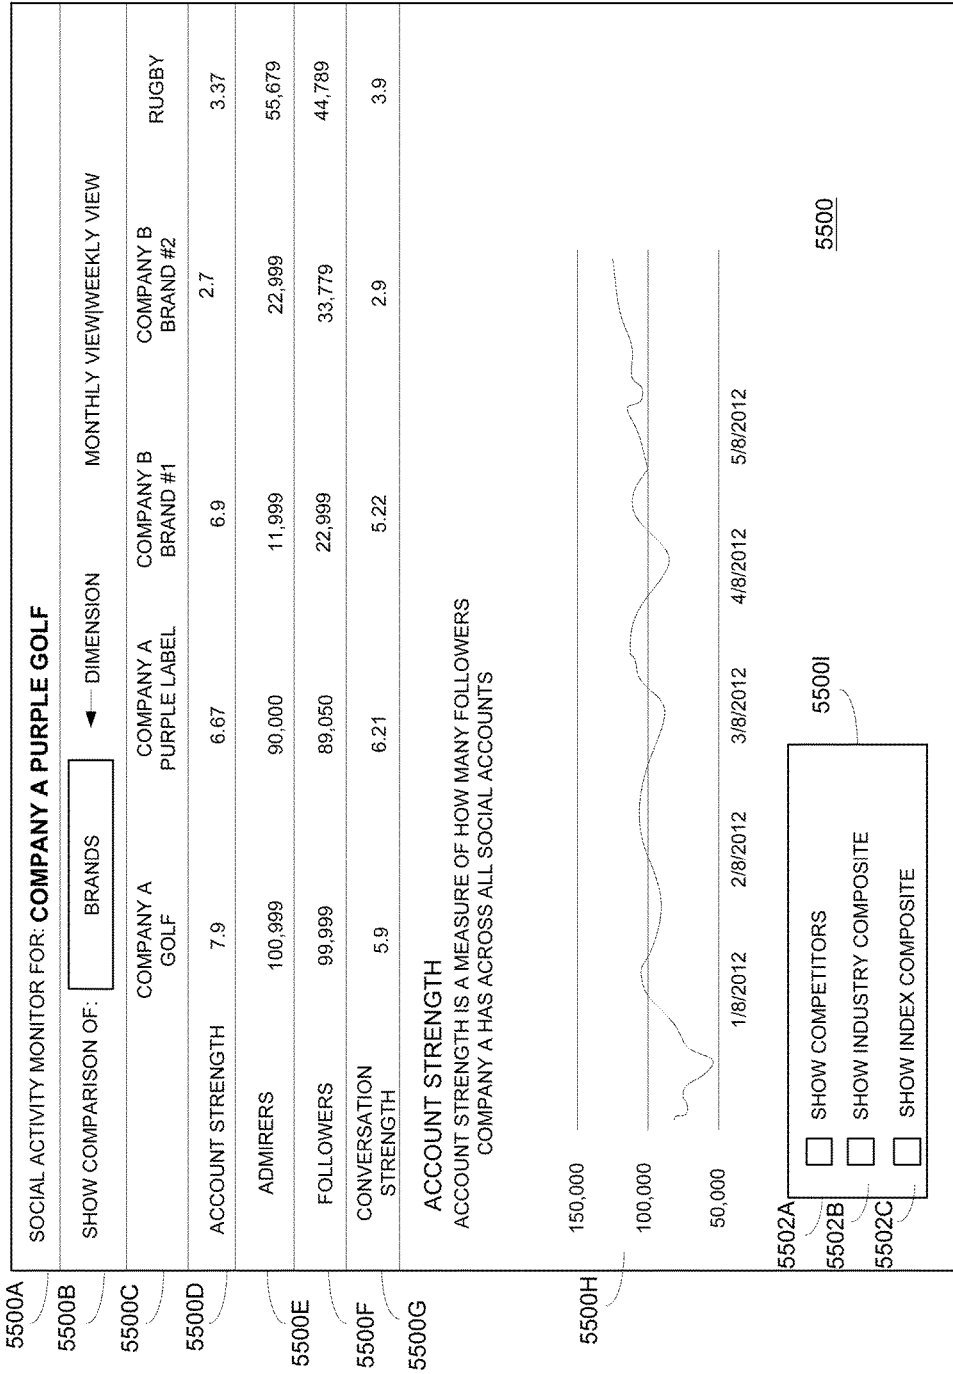 5500A
SOCIAL ACTIVITY MONITOR FOR: COMPANY A PURPLE GOLF
5500B
SHOW COMPARISON OF: BRANDS DIMENSION MONTHLY VIEW|WEEKLY VIEW
5500C
COMPANY A GOLF COMPANY A PURPLE LABEL COMPANY B BRAND #1 COMPANY B BRAND #2 RUGBY
5500D
ACCOUNT STRENGTH 7.9 6.67 6.9 2.7 3.37
5500E
ADMIRERS 100,999 90,000 11,999 22,999 55,679
5500F
FOLLOWERS 99,999 89,050 22,999 33,779 44,789
5500G
CONVERSATION STRENGTH 5.9 6.21 5.22 2.9 3.9
ACCOUNT STRENGTH
ACCOUNT STRENGTH IS A MEASURE OF HOW MANY FOLLOWERS
COMPANY A HAS ACROSS ALL SOCIAL ACCOUNTS
5500H
150,000
100,000
50,000
1/8/2012 2/8/2012 3/8/2012 4/8/2012 5/8/2012
5502A
SHOW COMPETITORS
5502B
SHOW INDUSTRY COMPOSITE
5502C
SHOW INDEX COMPOSITE
5500I
5500